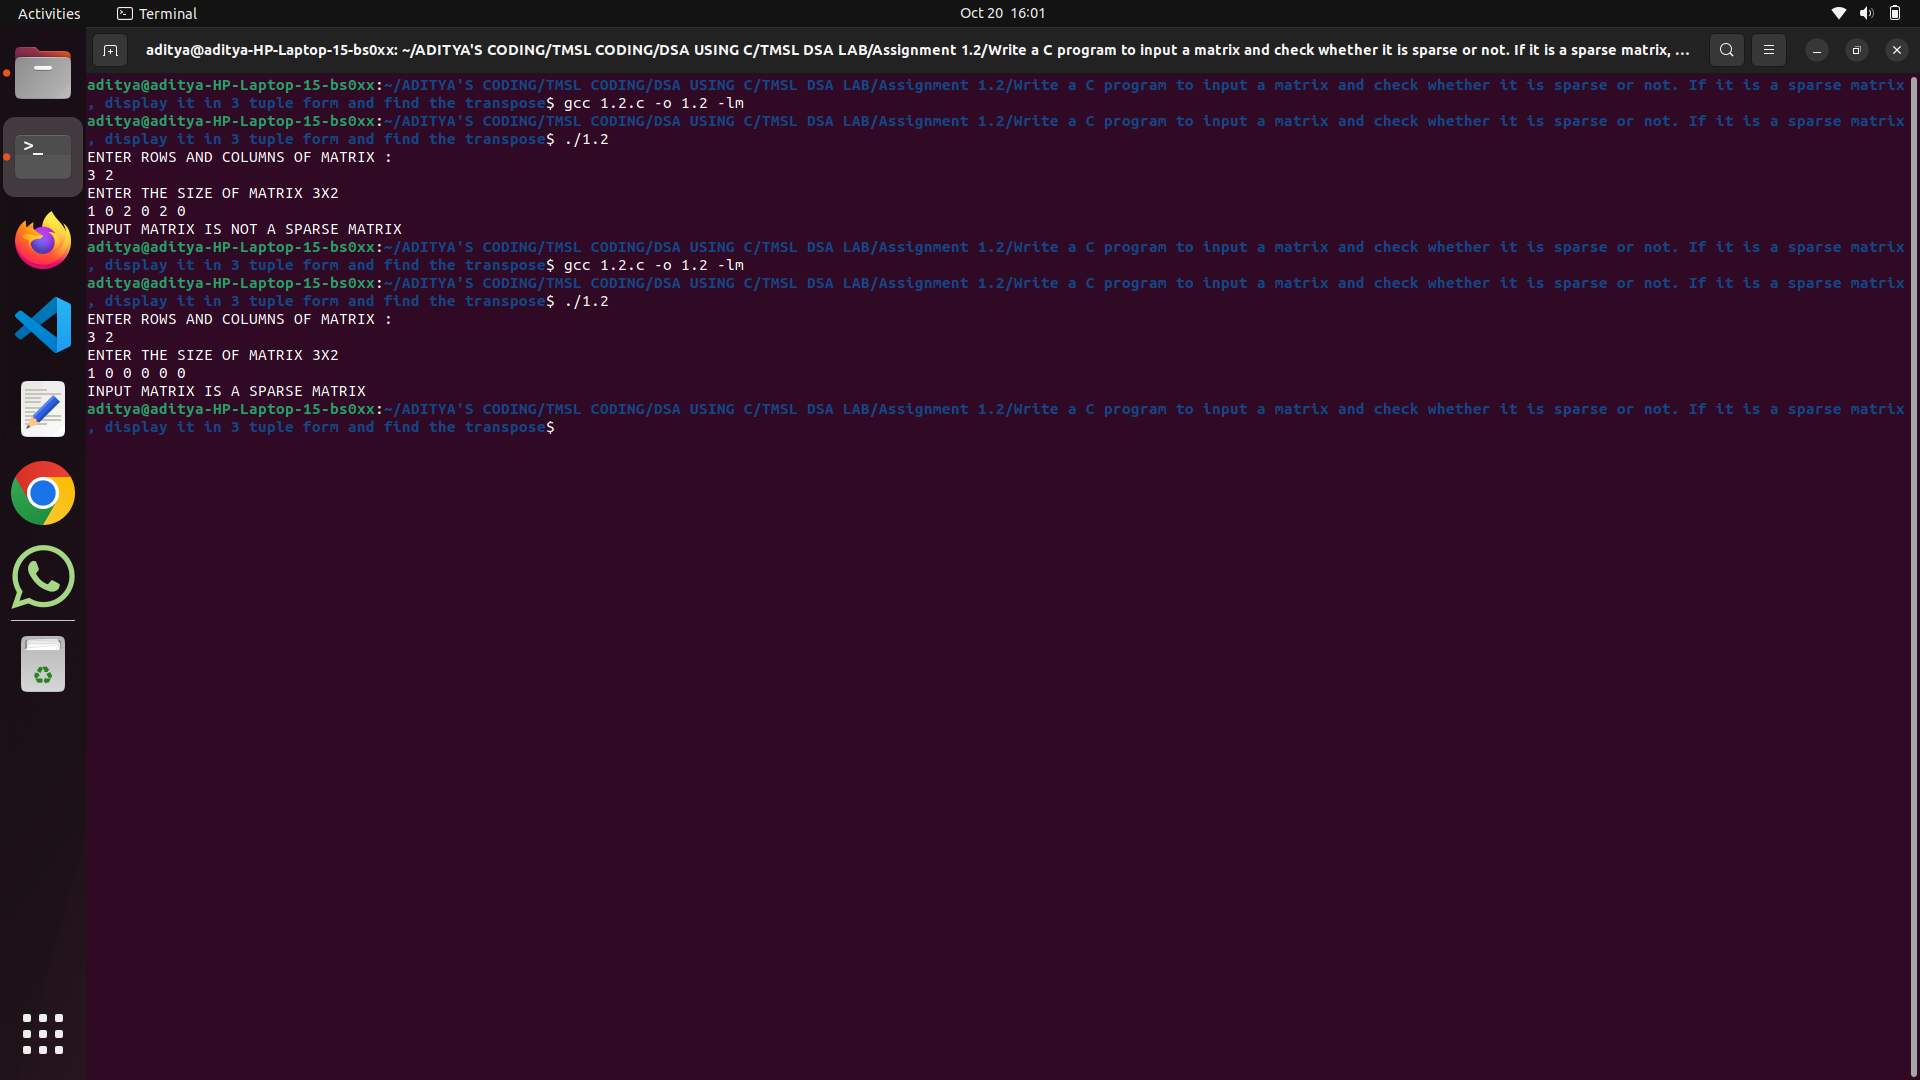 Activities
Terminal
Oct 20 16:01
aditya@aditya-HP-Laptop-15-bs0xx: ~/ADITYA'S CODING/TMSL CODING/DSA USING C/TMSL DSA LAB/Assignment 1.2/Write a C program to input a matrix and check whether it is sparse or not. If it is a sparse matrix, ...
aditya@aditya-HP-Laptop-15-bs0xx:~/ADITYA'S CODING/TMSL CODING/DSA USING C/TMSL DSA LAB/Assignment 1.2/Write a C program to input a matrix and check whether it is sparse or not. If it is a sparse matrix
, display it in 3 tuple form and find the transpose$ gcc 1.2.c -o 1.2 -lm
aditya@aditya-HP-Laptop-15-bs0xx:~/ADITYA'S CODING/TMSL CODING/DSA USING C/TMSL DSA LAB/Assignment 1.2/Write a C program to input a matrix and check whether it is sparse or not. If it is a sparse matrix
, display it in 3 tuple form and find the transpose$ ./1.2
ENTER ROWS AND COLUMNS OF MATRIX :
3 2
ENTER THE SIZE OF MATRIX 3X2
1 0 2 0 2 0
INPUT MATRIX IS NOT A SPARSE MATRIX
aditya@aditya-HP-Laptop-15-bs0xx:~/ADITYA'S CODING/TMSL CODING/DSA USING C/TMSL DSA LAB/Assignment 1.2/Write a C program to input a matrix and check whether it is sparse or not. If it is a sparse matrix
, display it in 3 tuple form and find the transpose$ gcc 1.2.c -o 1.2 -lm
aditya@aditya-HP-Laptop-15-bs0xx:~/ADITYA'S CODING/TMSL CODING/DSA USING C/TMSL DSA LAB/Assignment 1.2/Write a C program to input a matrix and check whether it is sparse or not. If it is a sparse matrix
, display it in 3 tuple form and find the transpose$ ./1.2
ENTER ROWS AND COLUMNS OF MATRIX :
3 2
ENTER THE SIZE OF MATRIX 3X2
1 0 0 0 0 0
INPUT MATRIX IS A SPARSE MATRIX
aditya@aditya-HP-Laptop-15-bs0xx:~/ADITYA'S CODING/TMSL CODING/DSA USING C/TMSL DSA LAB/Assignment 1.2/Write a C program to input a matrix and check whether it is sparse or not. If it is a sparse matrix
, display it in 3 tuple form and find the transpose$